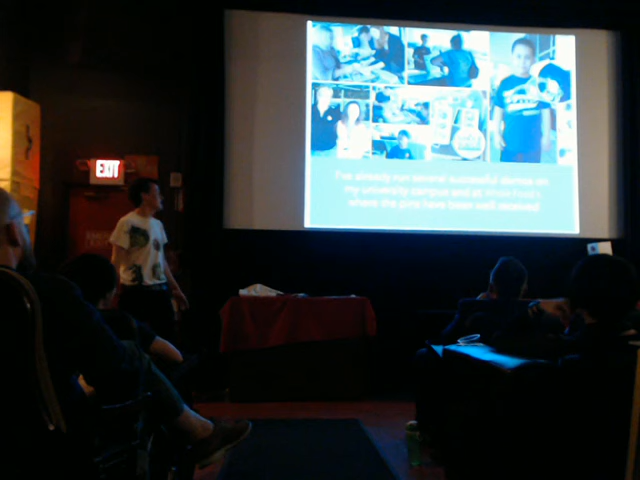 EXIT
I've already run several successful demos on
my university campus and at
where the pins have been well received